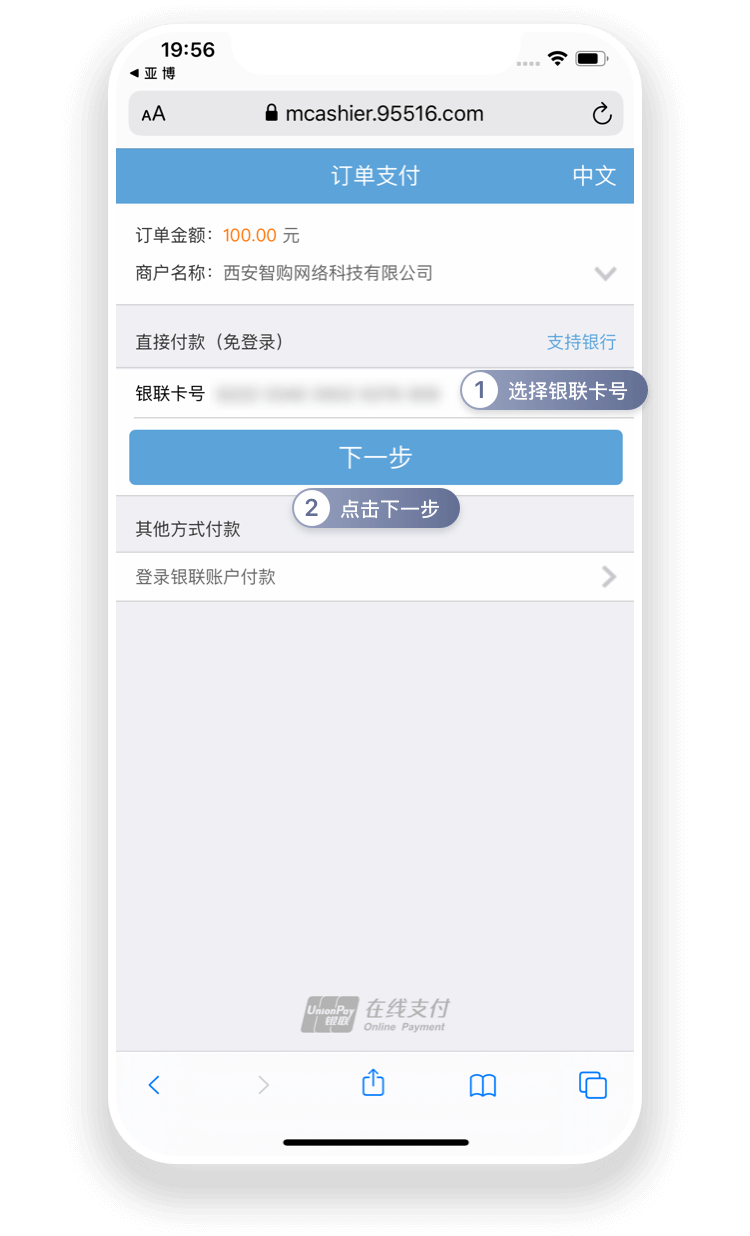 19:56
◀ 亚 博
AA mcashier.95516.com
订单支付 中文
订单金额：100.00 元
商户名称：西安智购网络科技有限公司
直接付款（免登录） 支持银行
银联卡号
1 选择银联卡号
下一步
2 点击下一步
其他方式付款
登录银联账户付款
UnionPay 银联
在线支付
Online Payment